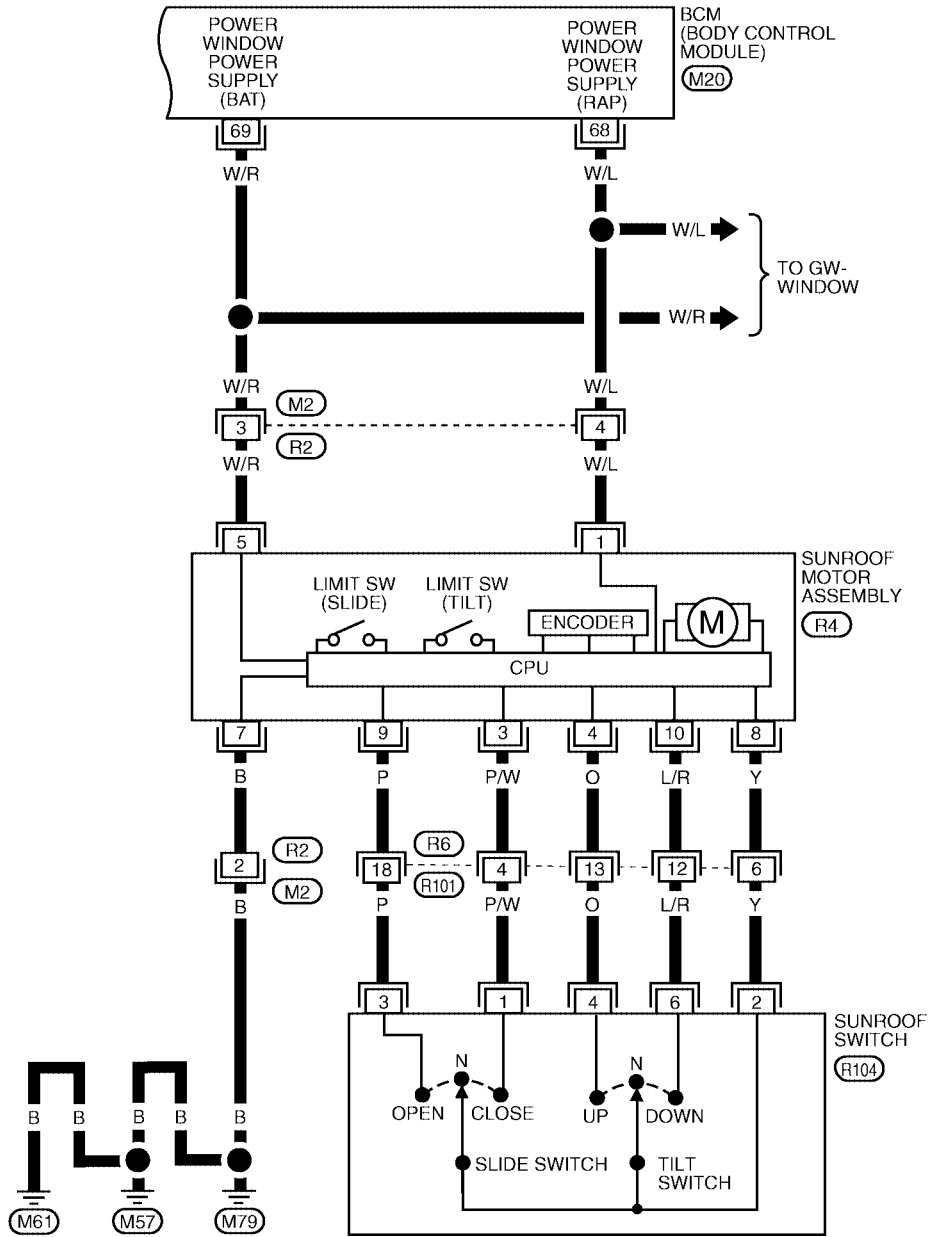 POWER
WINDOW
POWER
SUPPLY
(BAT)
POWER
WINDOW
POWER
SUPPLY
(RAP)
BCM
(BODY CONTROL
MODULE)
M20
69
68
W/R
W/L
W/L
TO GW-
WINDOW
W/R
W/R
W/L
M2
3
4
R2
W/R
W/L
5
1
SUNROOF
MOTOR
ASSEMBLY
R4
LIMIT SW
(SLIDE)
LIMIT SW
(TILT)
ENCODER
M
CPU
7
9
3
4
10
8
B
P
P/W
O
L/R
Y
R2
R6
2
18
4
13
12
6
M2
R101
B
P
P/W
O
L/R
Y
3
1
4
6
2
SUNROOF
SWITCH
R104
N
N
OPEN
CLOSE
UP
DOWN
B
B
B
B
B
SLIDE SWITCH
TILT
SWITCH
M61
M57
M79